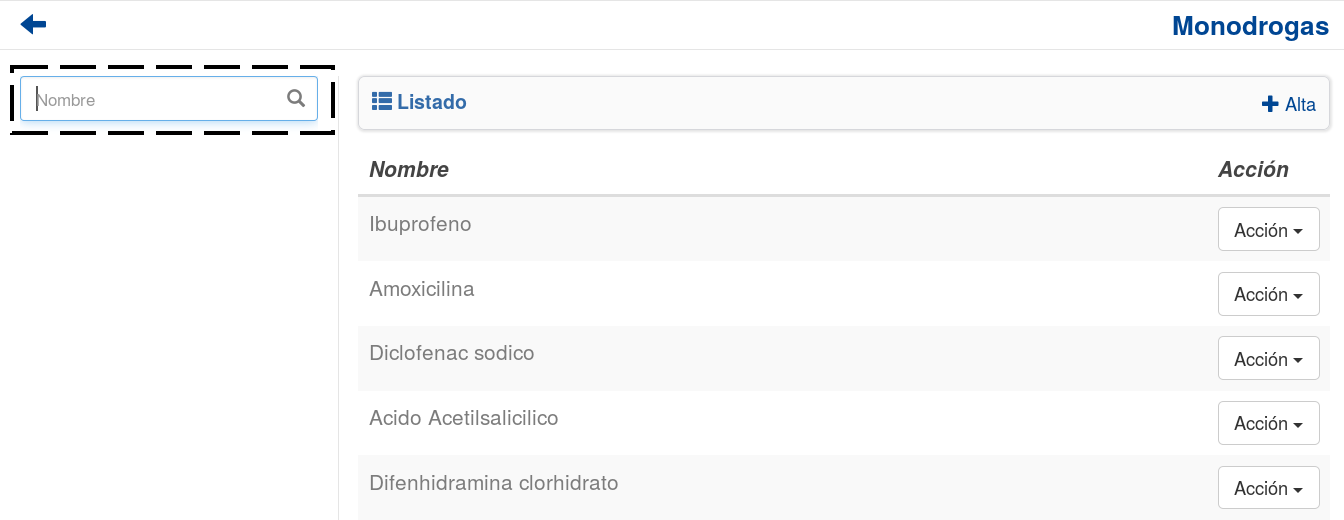 Monodrogas
Nombre
Listado
Alta
Nombre Acción
Ibuprofeno Acción
Amoxicilina Acción
Diclofenac sodico Acción
Acido Acetilsalicilico Acción
Difenhidramina clorhidrato Acción